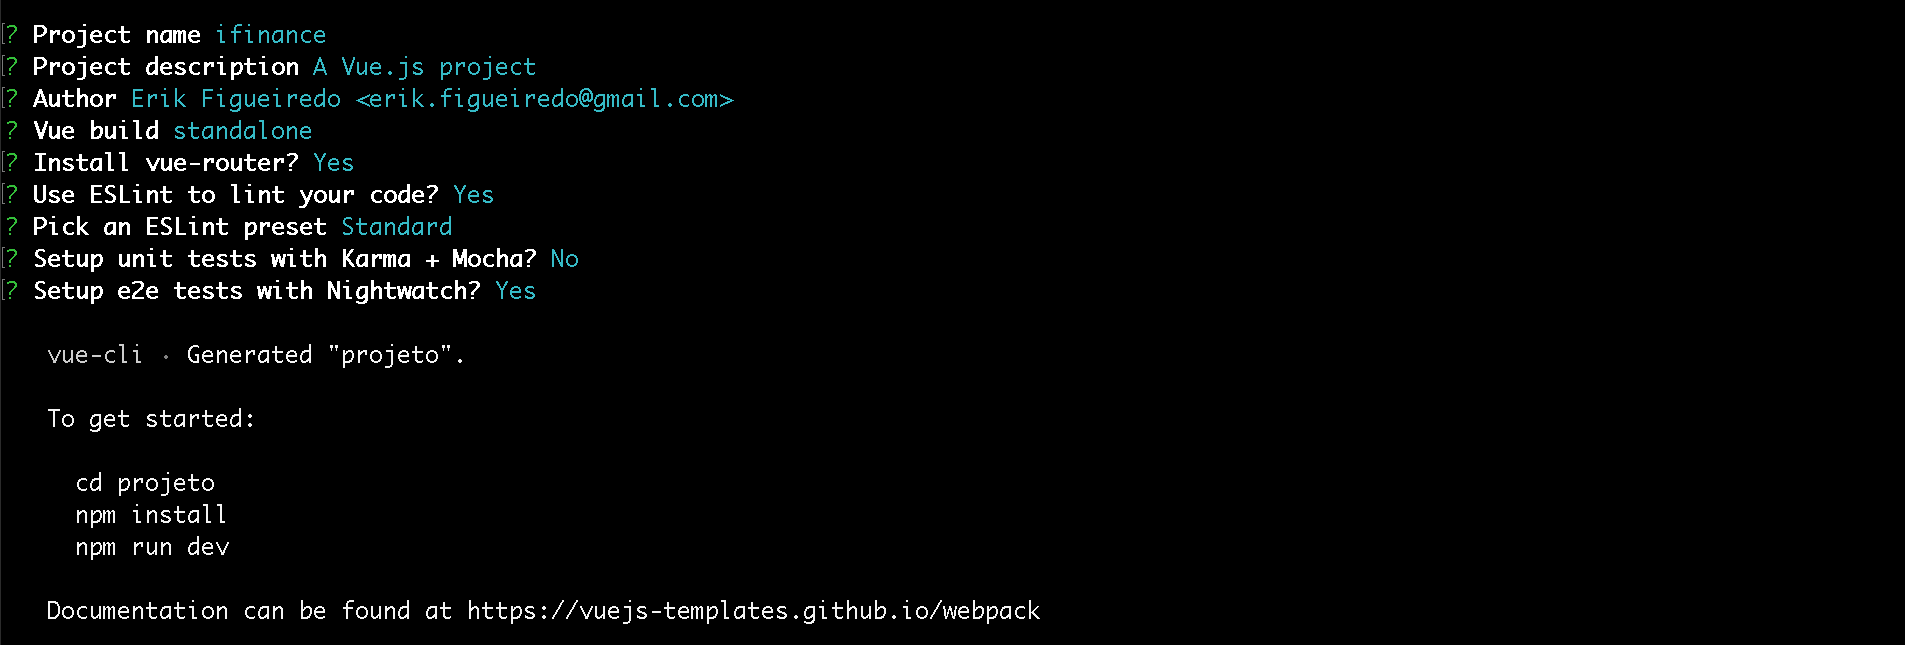 ? Project name ifinance
? Project description A Vue.js project
? Author Erik Figueiredo <erik.figueiredo@gmail.com>
? Vue build standalone
? Install vue-router? Yes
? Use ESLint to lint your code? Yes
? Pick an ESLint preset Standard
? Setup unit tests with Karma + Mocha? No
? Setup e2e tests with Nightwatch? Yes
vue-cli · Generated "projeto".
To get started:
cd projeto
npm install
npm run dev
Documentation can be found at https://vuejs-templates.github.io/webpack